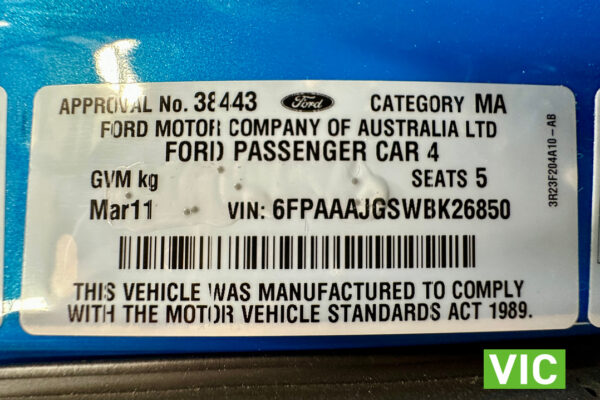 APPROVAL No. 38443 Ford CATEGORY MA
FORD MOTOR COMPANY OF AUSTRALIA LTD
FORD PASSENGER CAR 4
GVM kg SEATS 5
Mar11 VIN: 6FPAAAJGSWBK26850
THIS VEHICLE WAS MANUFACTURED TO COMPLY
WITH THE MOTOR VEHICLE STANDARDS ACT 1989.
3R23F204A10-AB
VIC